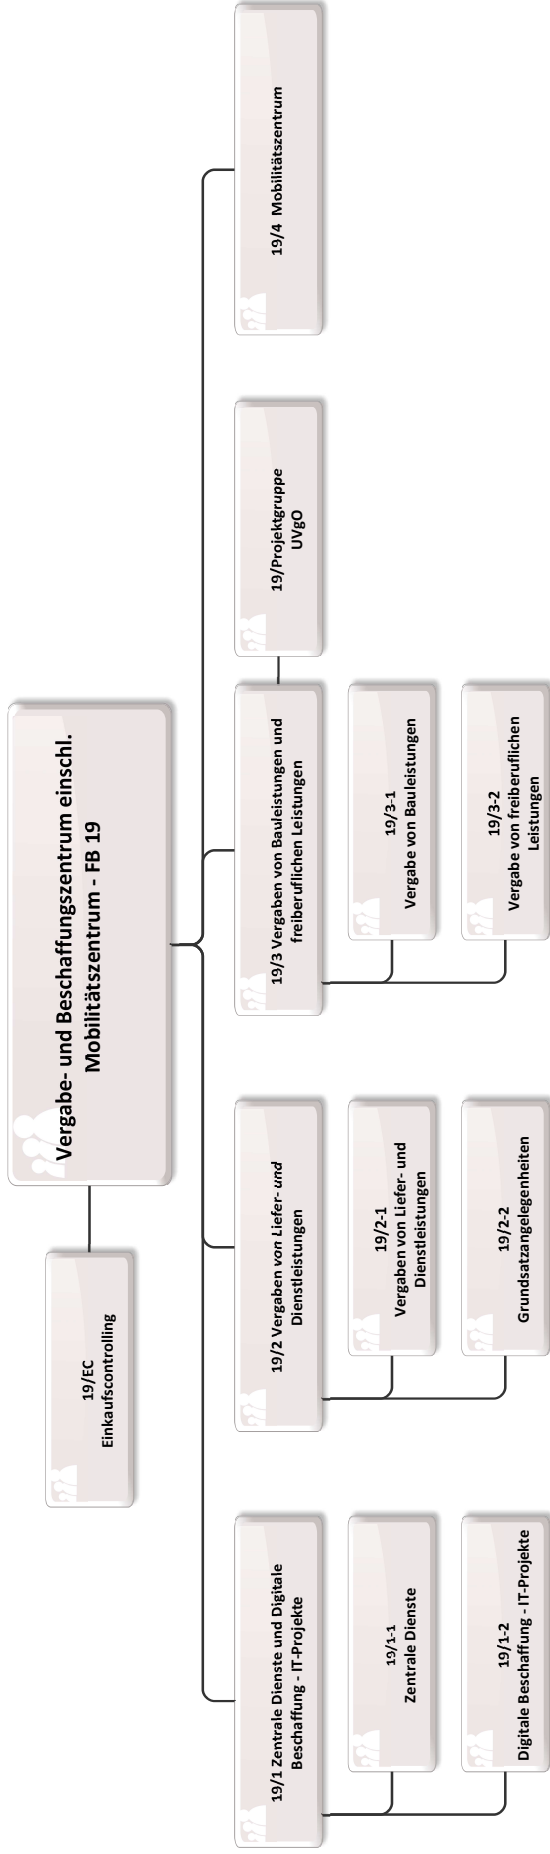 Vergabe- und Beschaffungszentrum einschl.
Mobilitätszentrum - FB 19
19/EC
Einkaufscontrolling
19/1 Zentrale Dienste und Digitale
Beschaffung - IT-Projekte
19/1-1
Zentrale Dienste
19/1-2
Digitale Beschaffung - IT-Projekte
19/2 Vergaben von Liefer- und
Dienstleistungen
19/2-1
Vergaben von Liefer- und
Dienstleistungen
19/2-2
Grundsatzangelegenheiten
19/3 Vergaben von Bauleistungen und
freiberuflichen Leistungen
19/3-1
Vergabe von Bauleistungen
19/3-2
Vergabe von freiberuflichen
Leistungen
19/Projektgruppe
UVgO
19/4 Mobilitätszentrum